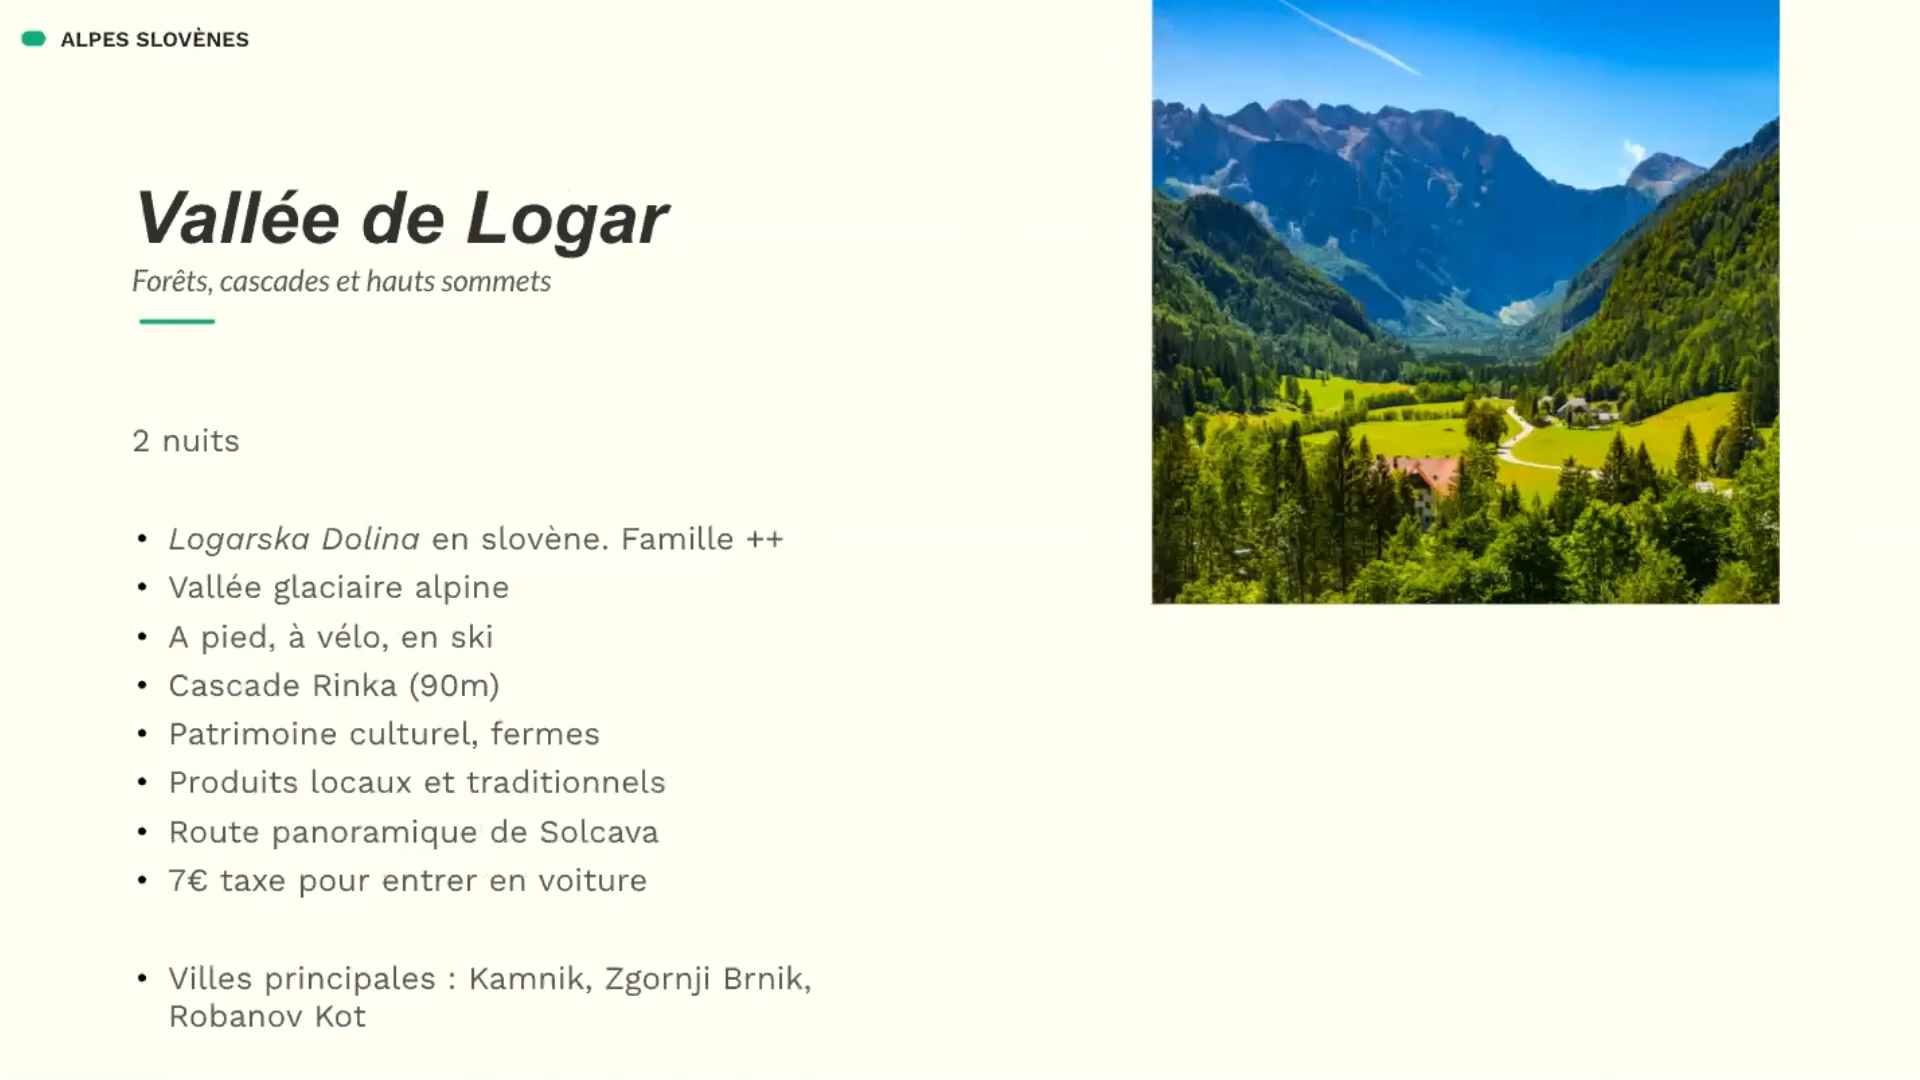 ALPES SLOVÈNES
Vallée de Logar
Forêts, cascades et hauts sommets
2 nuits
• Logarska Dolina en slovène. Famille ++
• Vallée glaciaire alpine
• A pied, à vélo, en ski
• Cascade Rinka (90m)
• Patrimoine culturel, fermes
• Produits locaux et traditionnels
• Route panoramique de Solcava
• 7€ taxe pour entrer en voiture
• Villes principales : Kamnik, Zgornji Brnik,
Robanov Kot